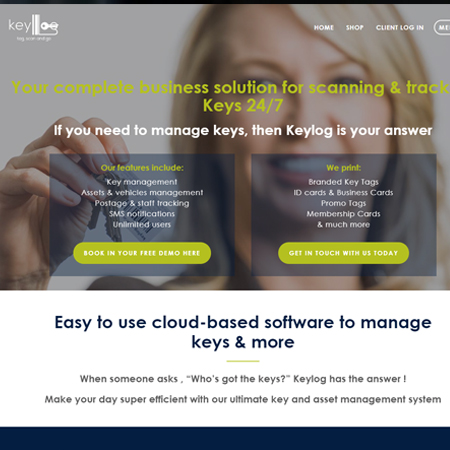 key
HOME SHOP CLIENT LOG IN
Your complete business solution for scanning & track
Keys 24/7
If you need to manage keys, then Keylog is your answer
Our features include:
Key management
Assets & vehicles management
Postage & staff tracking
SMS notifications
Unlimited users
BOOK IN YOUR FREE DEMO HERE
We print:
Branded Key Tags
ID cards & Business Cards
Promo Tags
Membership Cards
& much more
GET IN TOUCH WITH US TODAY
Easy to use cloud-based software to manage
keys & more
When someone asks , “Who's got the keys?” Keylog has the answer !
Make your day super efficient with our ultimate key and asset management system